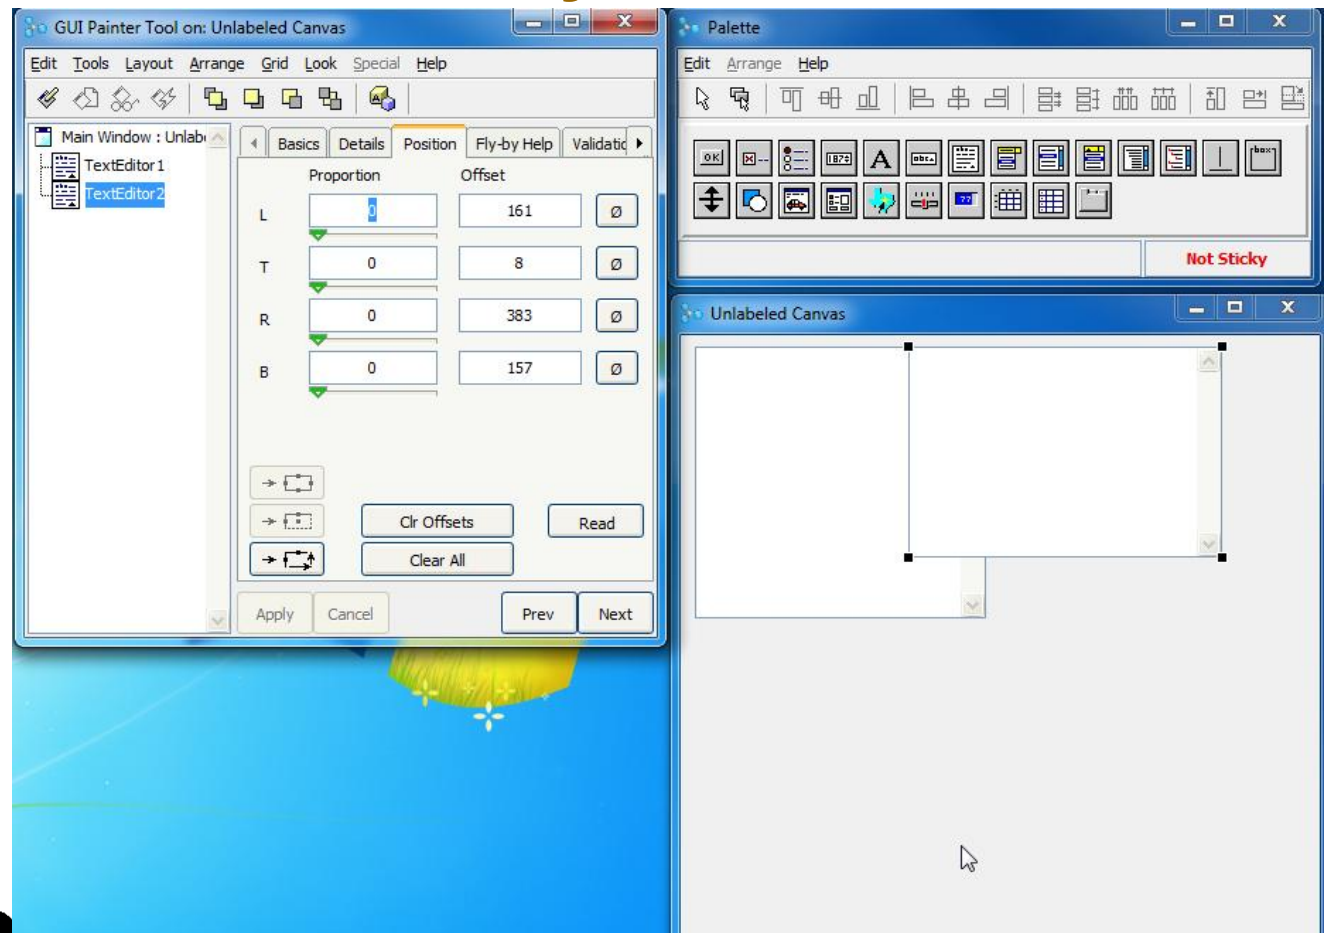 GUI Painter Tool on: Unlabeled Canvas
Edit Tools Layout Arrange Grid Look Special Help
Main Window : Unlab
TextEditor1
TextEditor2
Basics Details Position Fly-by Help Validatic
Proportion Offset
L 0 161 Ø
T 0 8 Ø
R 0 383 Ø
B 0 157 Ø
Clr Offsets Read
Clear All
Apply Cancel Prev Next
Palette
Edit Arrange Help
OK A
Not Sticky
Unlabeled Canvas